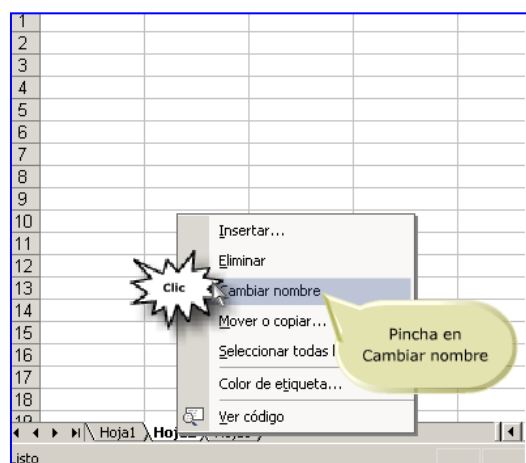 1
2
3
4
5
6
7
8
9
10
Insertar...
11
12
Eliminar
13
Clic
Cambiar nombre
14
Mover o copiar...
15
Pincha en
Cambiar nombre
16
Seleccionar todas l
17
Color de etiqueta...
18
19
Ver código
Hoja1
Listo